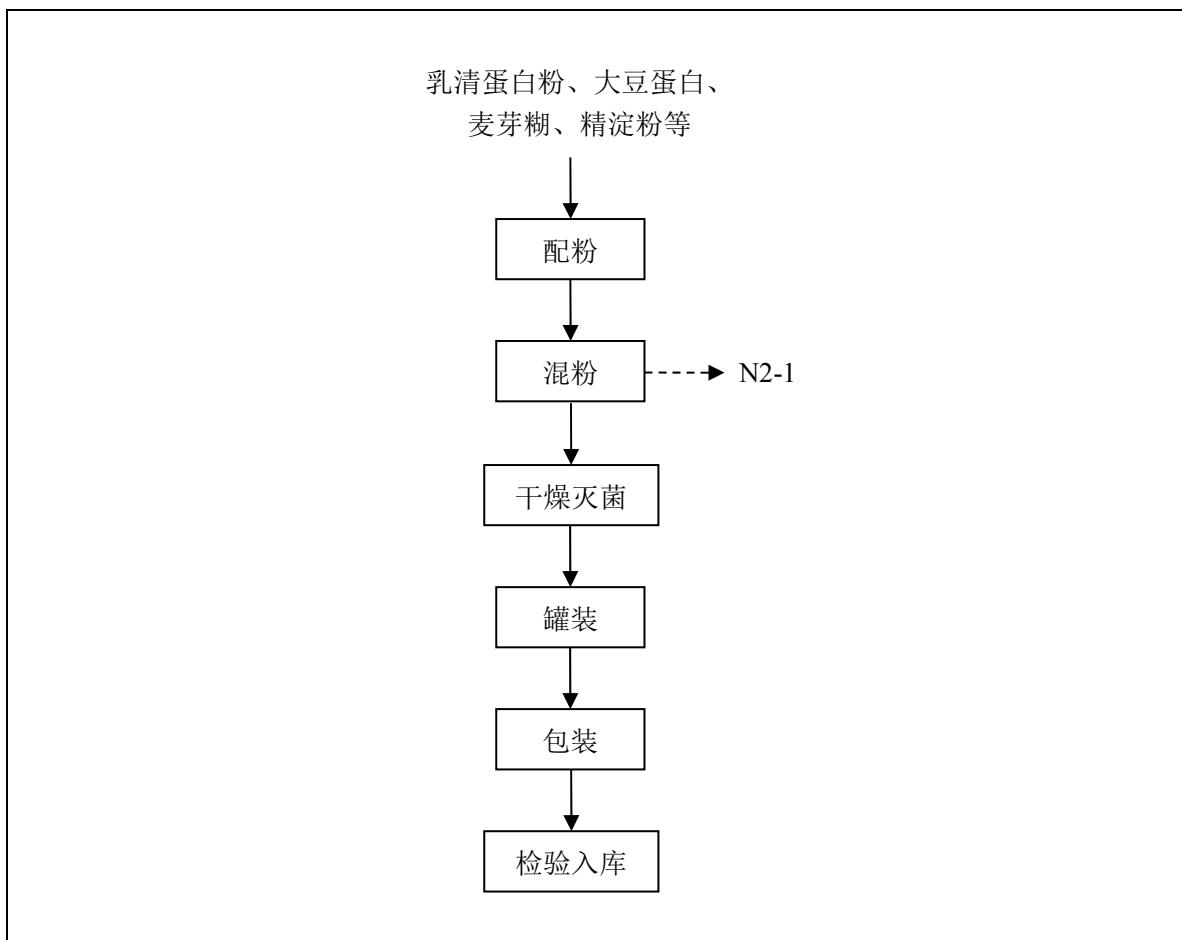 乳清蛋白粉、大豆蛋白、
麦芽糊、精淀粉等
配粉
混粉
N2-1
干燥灭菌
罐装
包装
检验入库